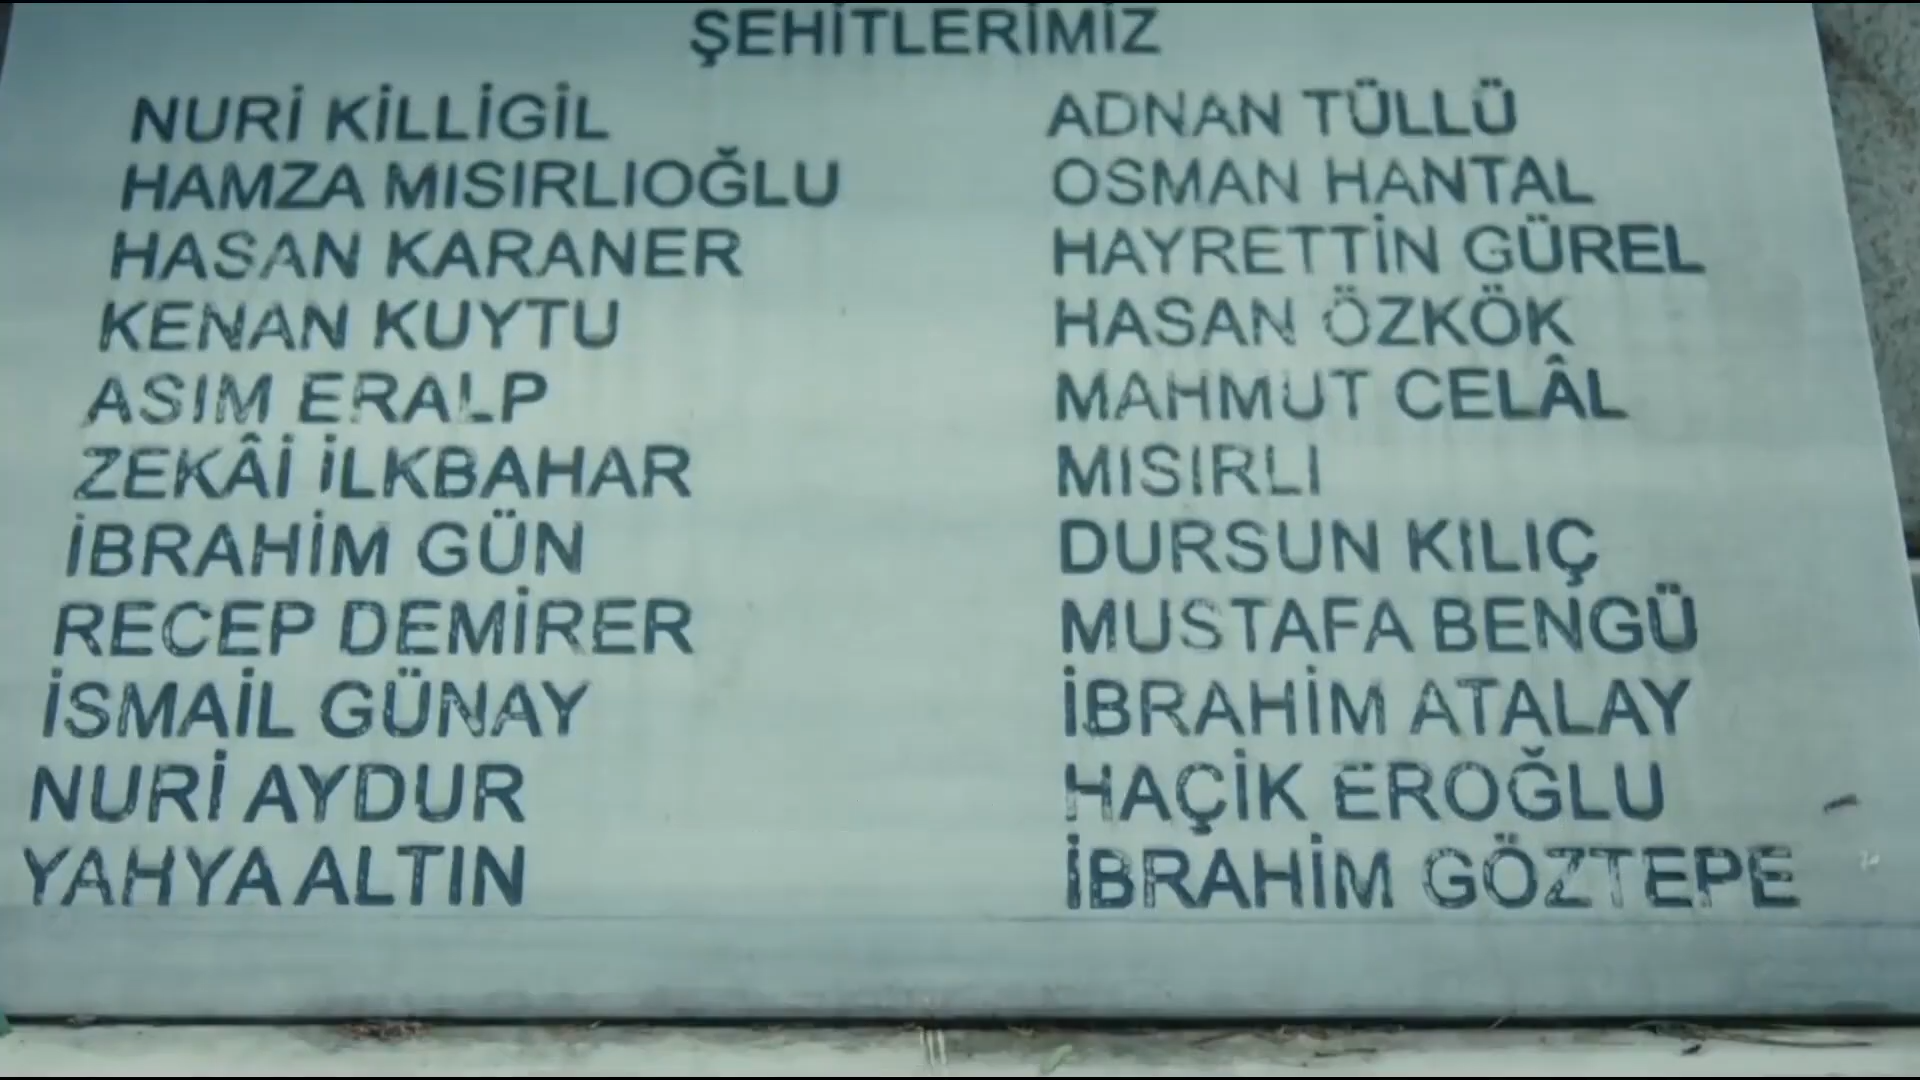 ŞEHİTLERİMİZ
NURİ KİLLİGİL
HAMZA MISIRLIOĞLU
HASAN KARANER
KENAN KUYTU
ASIM ERALP
ZEKÂİ İLKBAHAR
İBRAHİM GÜN
RECEP DEMİRER
İSMAİL GÜNAY
NURİ AYDUR
YAHYA ALTIN
ADNAN TÜLLÜ
OSMAN HANTAL
HAYRETTİN GÜREL
HASAN ÖZKÖK
MAHMUT CELÂL
MISIRLI
DURSUN KILIÇ
MUSTAFA BENGÜ
İBRAHİM ATALAY
HAÇİK EROĞLU
İBRAHİM GÖZTEPE